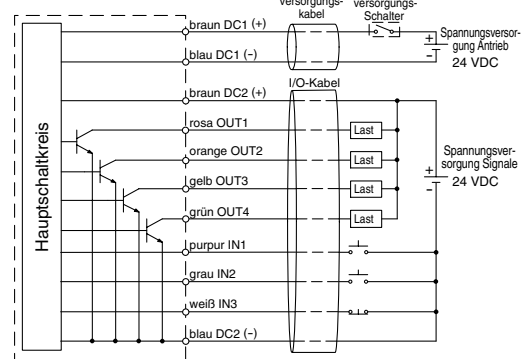 versorgungs-
kabel
versorgungs-
Schalter
braun DC1 (+)
+
Spannungsversor-
gung Antrieb
24 VDC
blau DC1 (-)
-
braun DC2 (+)
I/O-Kabel
rosa OUT1
Last
orange OUT2
Last
Spannungsver-
sorgung Signale
24 VDC
+
-
gelb OUT3
Last
grün OUT4
Last
purpur IN1
grau IN2
weiß IN3
blau DC2 (-)
Hauptschaltkreis